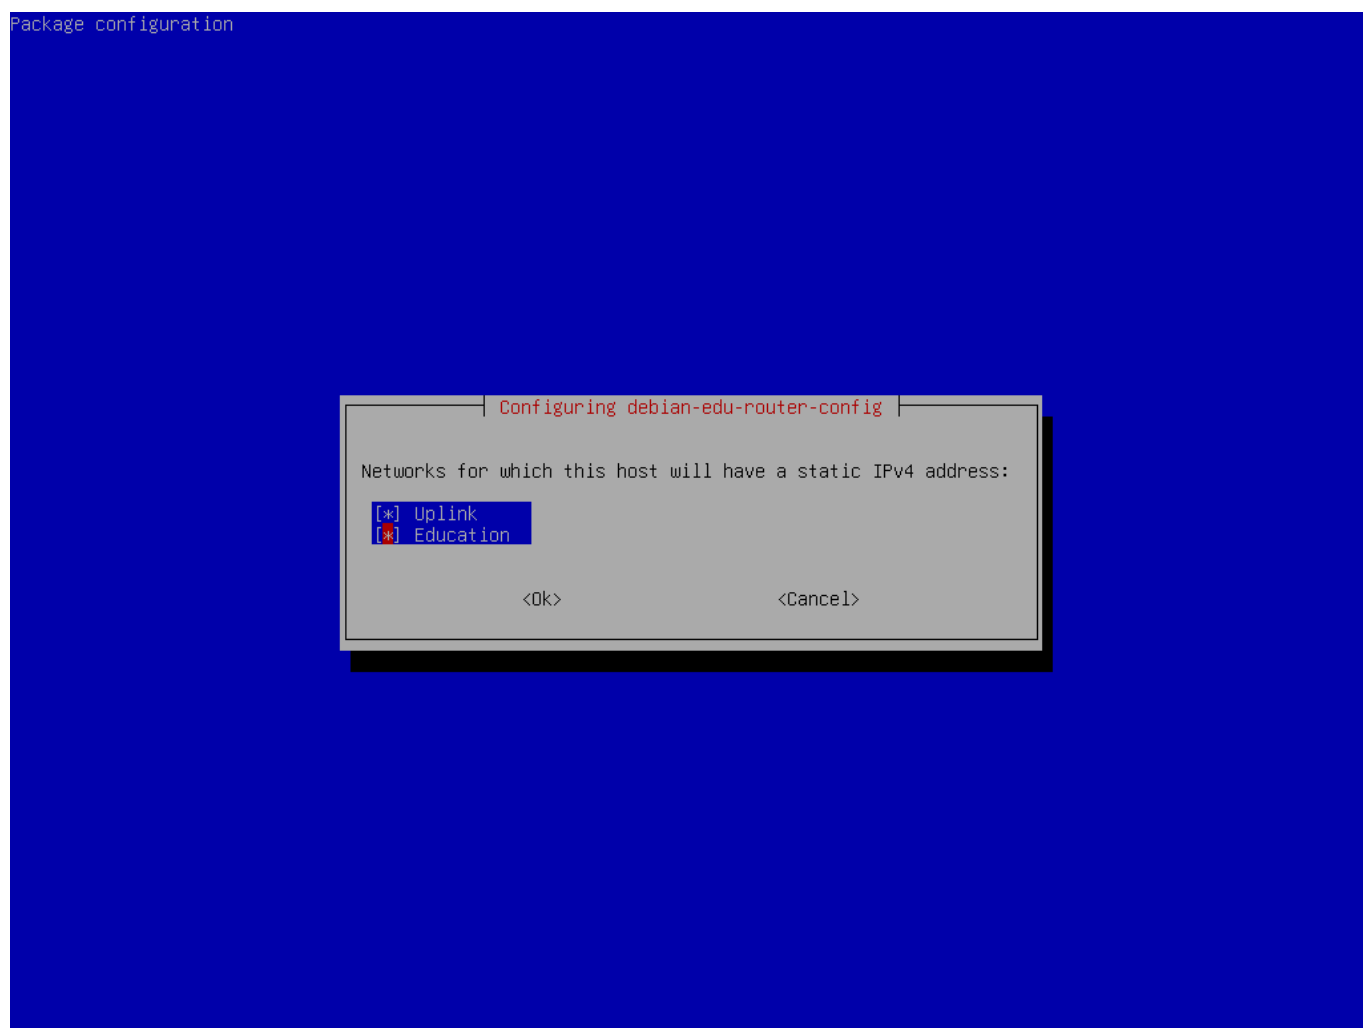 Package configuration
Configuring debian-edu-router-config
Networks for which this host will have a static IPv4 address:
[*] Uplink
[*] Education
<Ok> <Cancel>